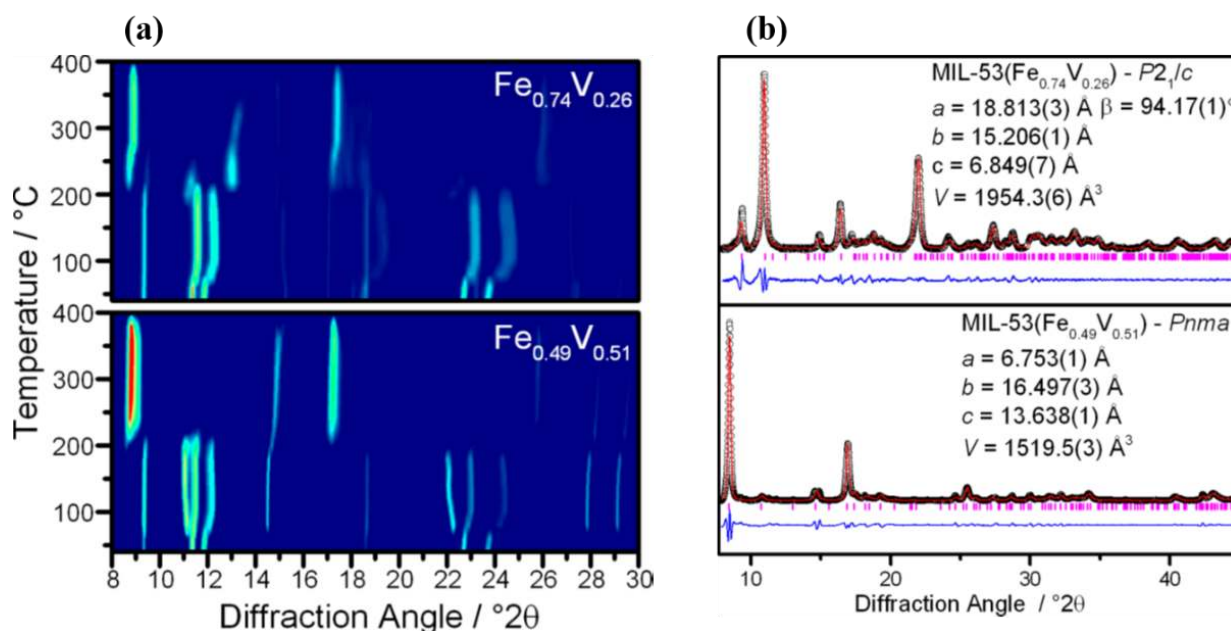 (a)
(b)
400
300
200
100
Fe0.74V0.26
400
300
200
100
Fe0.49V0.51
Temperature / °C
8 10 12 14 16 18 20 22 24 26 28 30
Diffraction Angle / °2θ
MIL-53(Fe0.74V0.26) - P21/c
a = 18.813(3) Å β = 94.17(1)°
b = 15.206(1) Å
c = 6.849(7) Å
V = 1954.3(6) Å3
MIL-53(Fe0.49V0.51) - Pnma
a = 6.753(1) Å
b = 16.497(3) Å
c = 13.638(1) Å
V = 1519.5(3) Å3
10 20 30 40
Diffraction Angle / °2θ